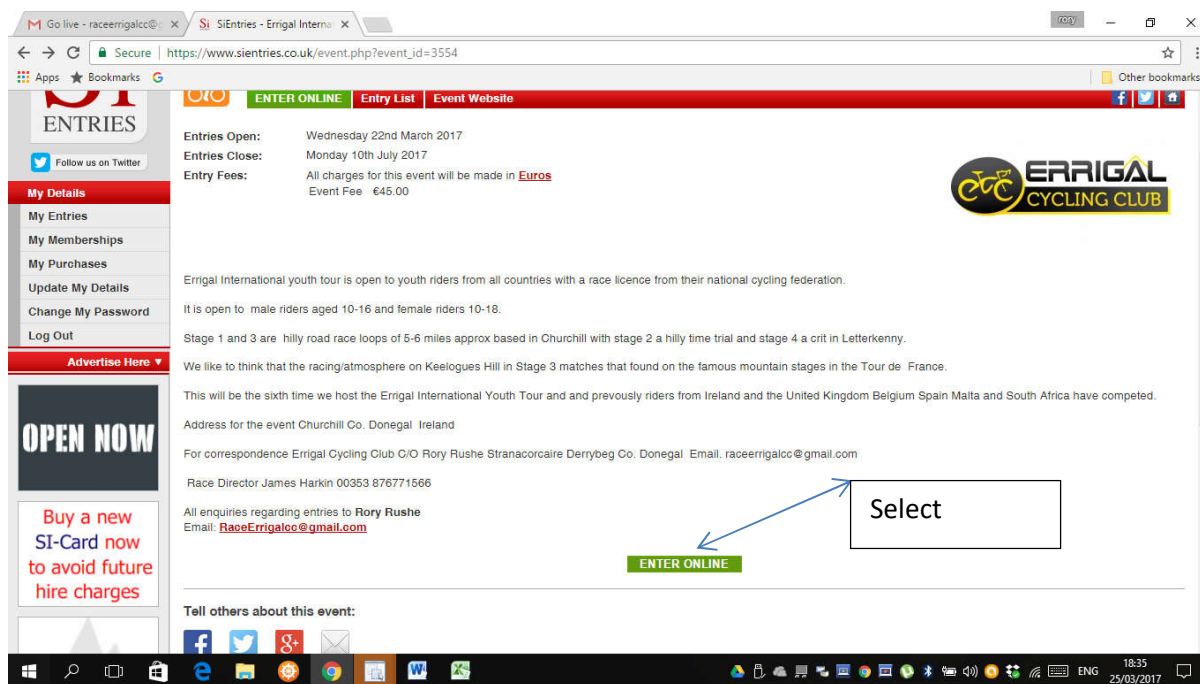 Go live - raceerrigalcc@g
Si SiEntries - Errigal Interna
rory
Secure https://www.sientries.co.uk/event.php?event_id=3554
Apps Bookmarks G Other bookmarks
ENTRIES
Follow us on Twitter
My Details
My Entries
My Memberships
My Purchases
Update My Details
Change My Password
Log Out
Advertise Here ▼
OPEN NOW
Buy a new
SI-Card now
to avoid future
hire charges
ENTER ONLINE Entry List Event Website
Entries Open: Wednesday 22nd March 2017
Entries Close: Monday 10th July 2017
Entry Fees: All charges for this event will be made in Euros
Event Fee €45.00
ERRIGAL
CYCLING CLUB
Errigal International youth tour is open to youth riders from all countries with a race licence from their national cycling federation.
It is open to male riders aged 10-16 and female riders 10-18.
Stage 1 and 3 are hilly road race loops of 5-6 miles approx based in Churchill with stage 2 a hilly time trial and stage 4 a crit in Letterkenny.
We like to think that the racing/atmosphere on Keelogues Hill in Stage 3 matches that found on the famous mountain stages in the Tour de France.
This will be the sixth time we host the Errigal International Youth Tour and and prevously riders from Ireland and the United Kingdom Belgium Spain Malta and South Africa have competed.
Address for the event Churchill Co. Donegal Ireland
For correspondence Errigal Cycling Club C/O Rory Rushe Stranacorcaire Derrybeg Co. Donegal Email. raceerrigalcc@gmail.com
Race Director James Harkin 00353 876771566
All enquiries regarding entries to Rory Rushe
Email: RaceErrigalcc@gmail.com
Select
ENTER ONLINE
Tell others about this event:
ENG
18:35
25/03/2017